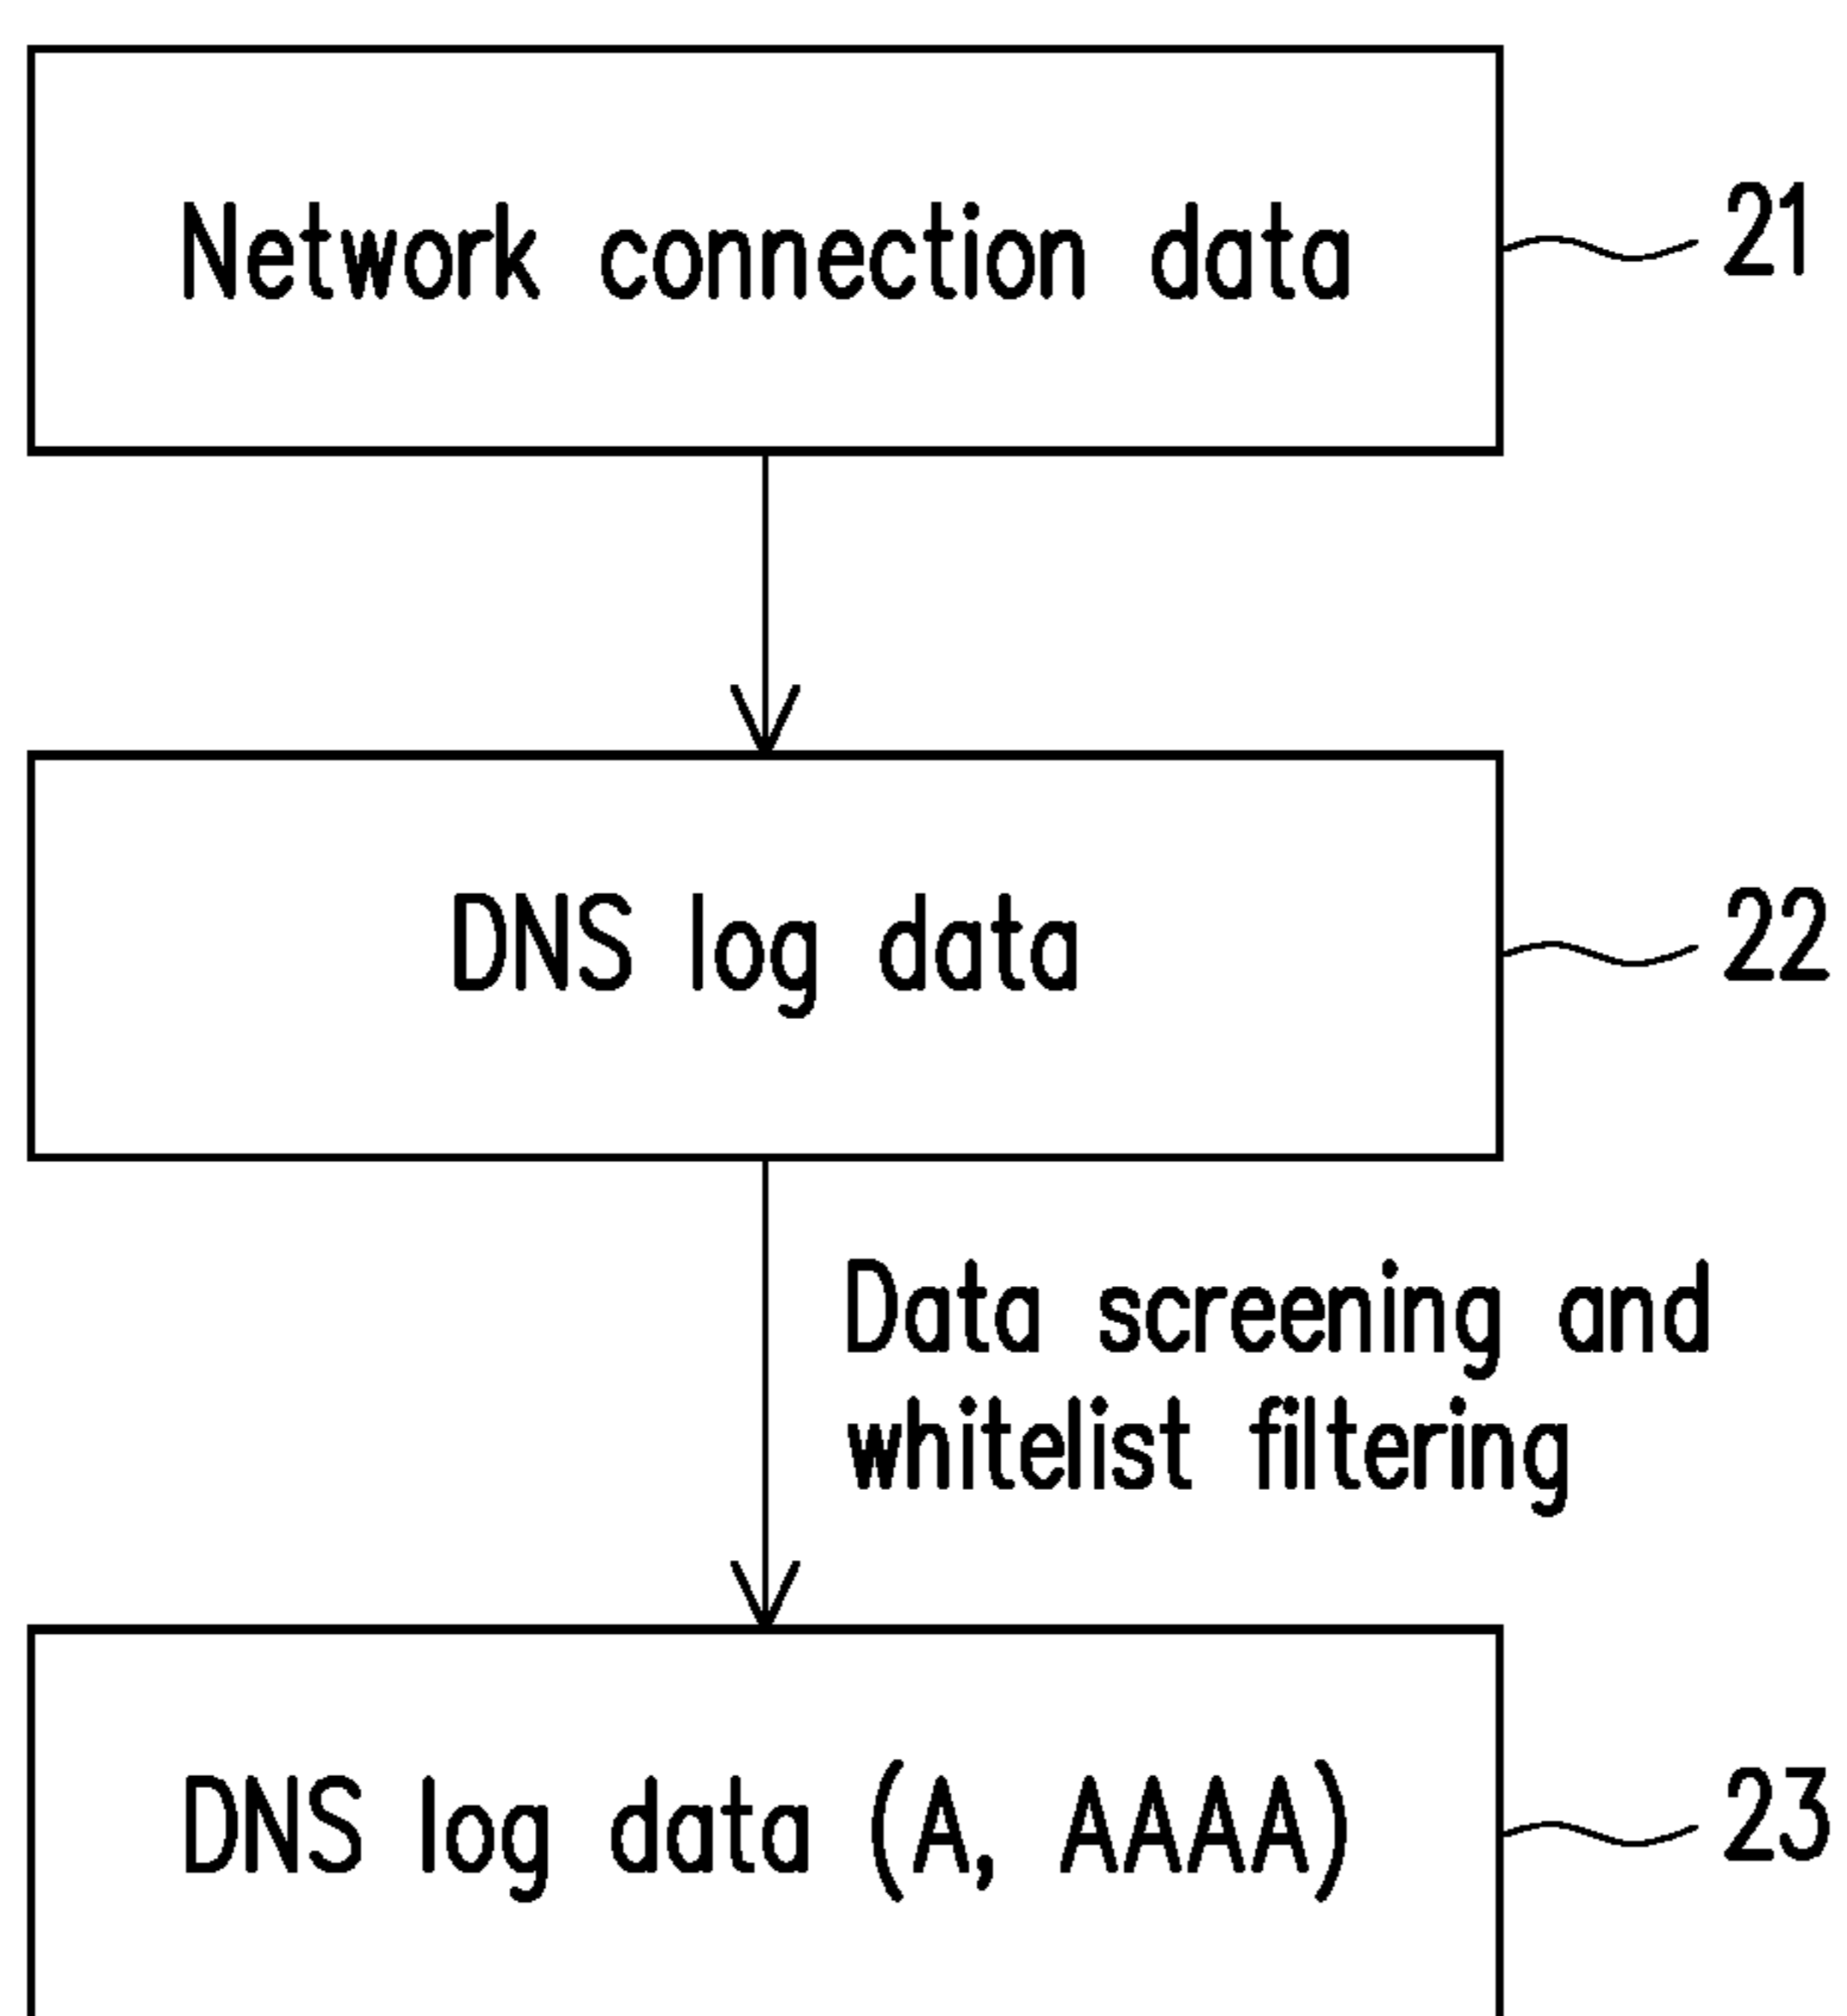 Network connection data
21
DNS log data
22
Data screening and
whitelist filtering
DNS log data (A, AAAA)
23